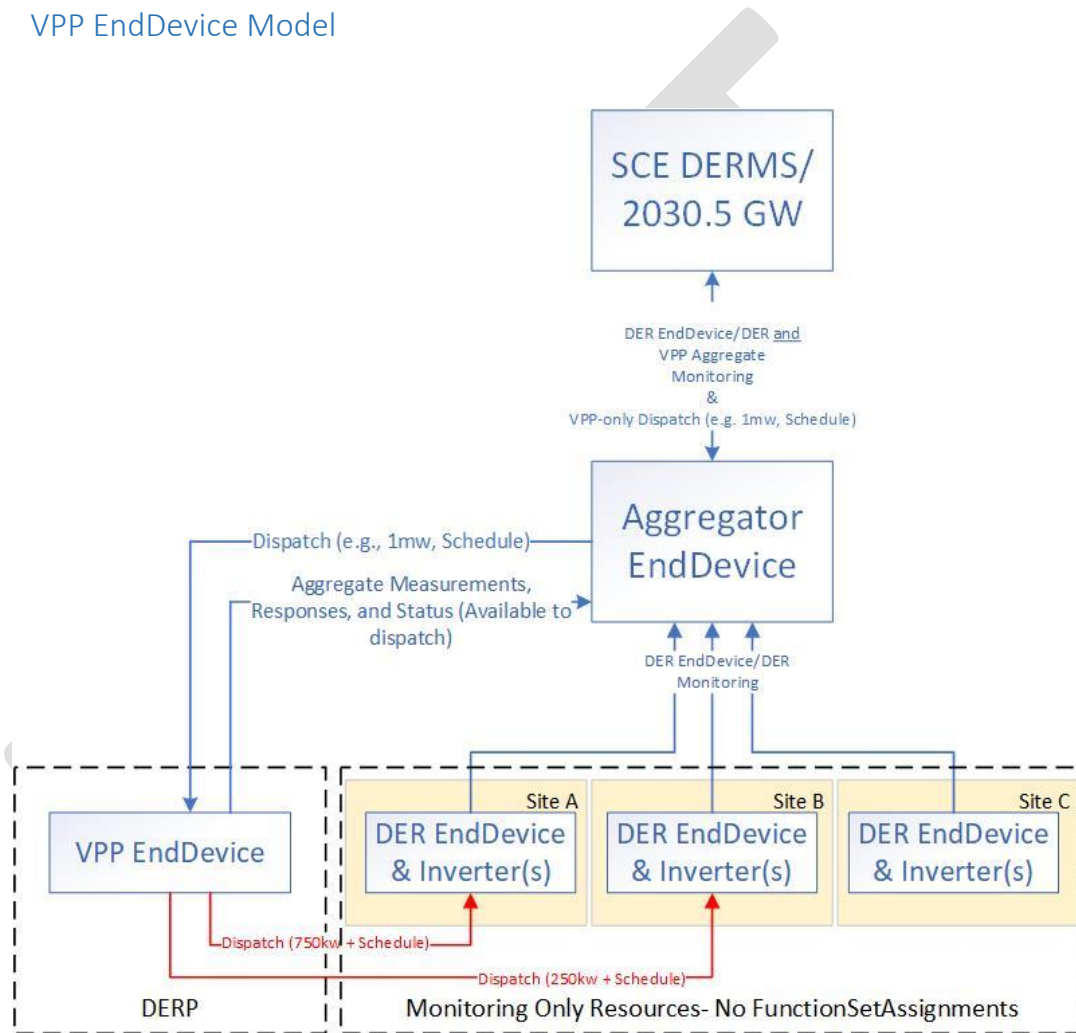 VPP EndDevice Model
SCE DERMS/
2030.5 GW
DER EndDevice/DER and
VPP Aggregate
Monitoring
&
VPP-only Dispatch (e.g. 1mw, Schedule)
Aggregator
EndDevice
Dispatch (e.g., 1mw, Schedule)
Aggregate Measurements,
Responses, and Status (Available to
dispatch)
DER EndDevice/DER
Monitoring
Site A
Site B
Site C
VPP EndDevice
DER EndDevice
& Inverter(s)
DER EndDevice
& Inverter(s)
DER EndDevice
& Inverter(s)
Dispatch (750kw + Schedule)
Dispatch (250kw + Schedule)
DERP
Monitoring Only Resources- No FunctionSetAssignments